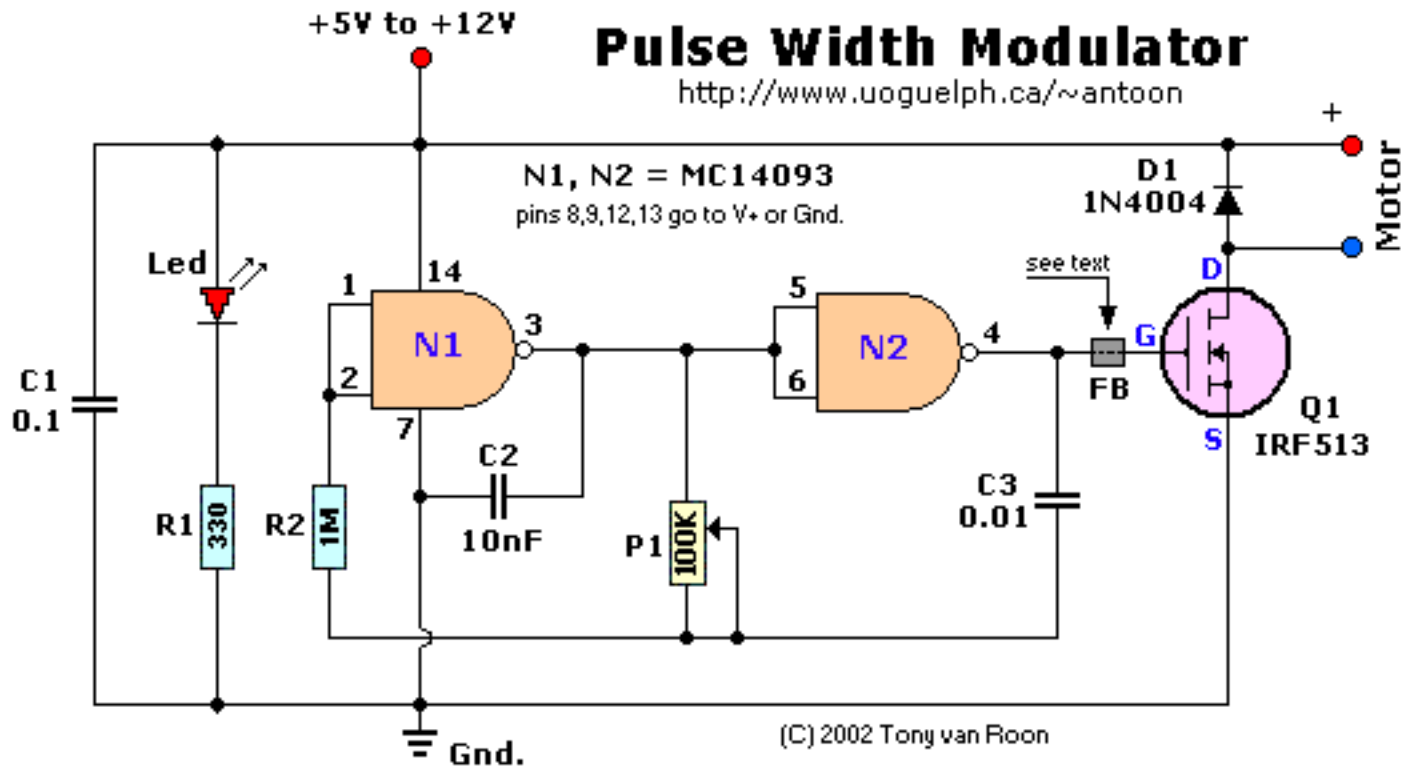 +5V to +12V
Pulse Width Modulator
http://www.uoguelph.ca/~antoon
+
N1, N2 = MC14093
pins 8,9,12,13 go to V+ or Gnd.
D1
1N4004
Motor
Led
14
1
N1
3
2
7
5
N2
4
6
see text
D
G
FB
S
Q1
IRF513
C1
0.1
R1
330
R2
1M
C2
10nF
P1
100K
C3
0.01
Gnd.
(C) 2002 Tony van Roon